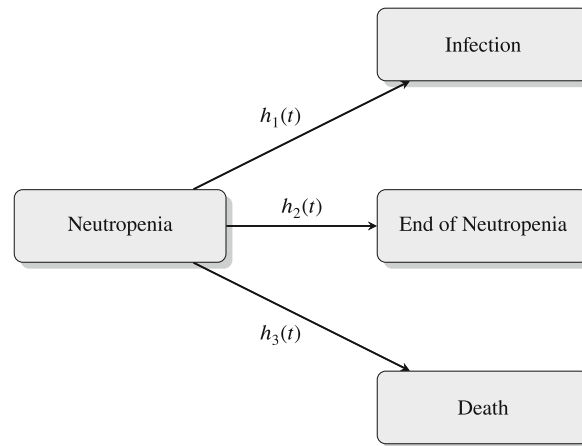 Infection
h₁(t)
Neutropenia
h₂(t)
End of Neutropenia
h₃(t)
Death